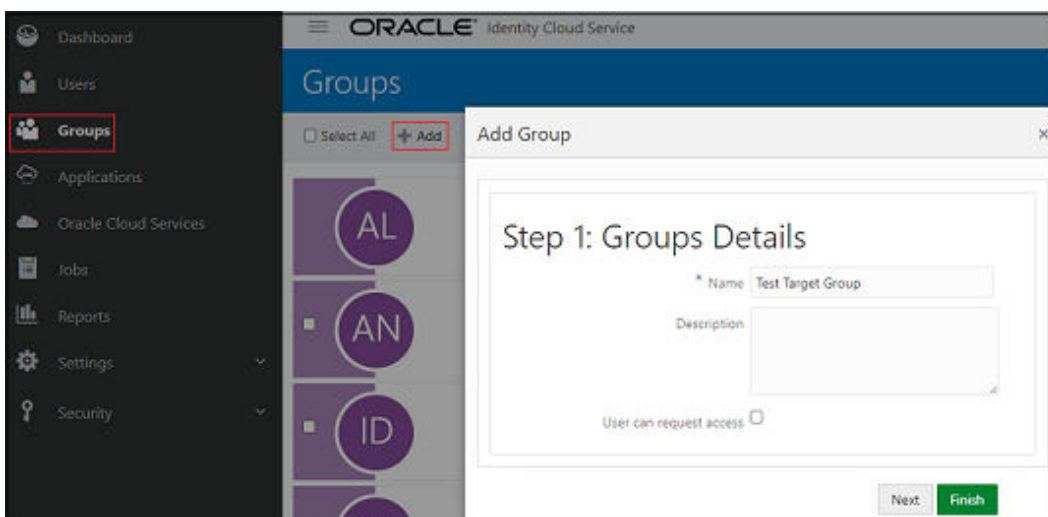 Dashboard
Users
Groups
Applications
Oracle Cloud Services
Jobs
Reports
Settings
Security
ORACLE® Identity Cloud Service
Groups
Select All + Add
AL
AN
ID
Add Group ×
Step 1: Groups Details
* Name Test Target Group
Description
User can request access
Next Finish